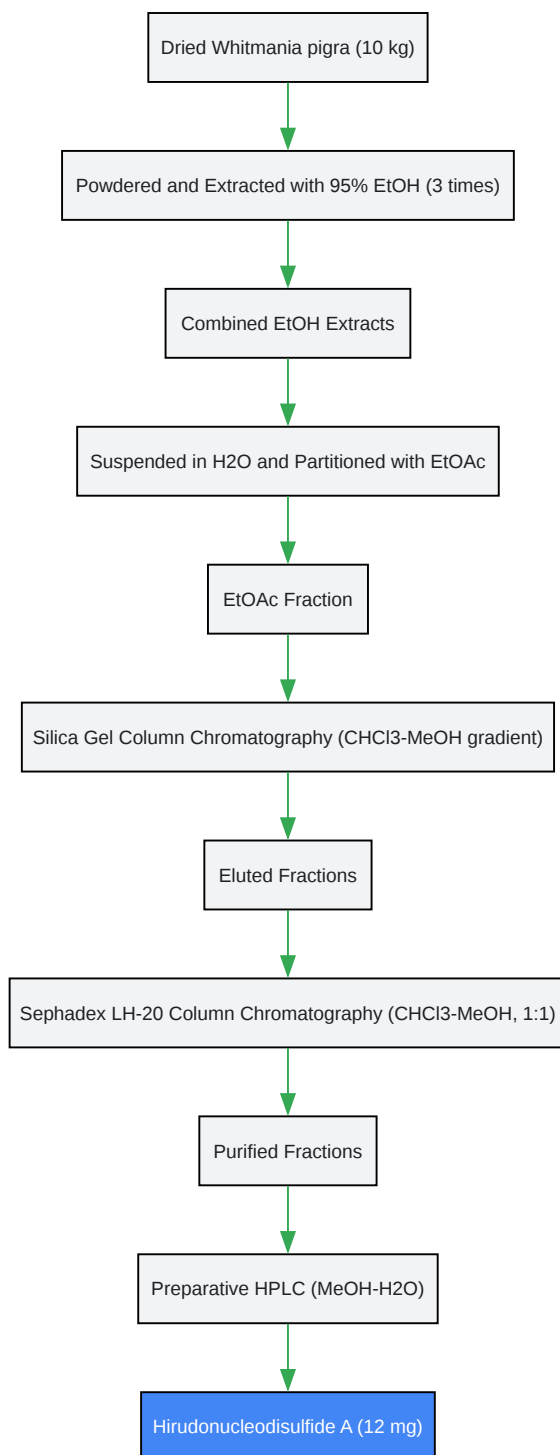 Dried Whitmania pigra (10 kg)
Powdered and Extracted with 95% EtOH (3 times)
Combined EtOH Extracts
Suspended in H2O and Partitioned with EtOAc
EtOAc Fraction
Silica Gel Column Chromatography (CHCl3-MeOH gradient)
Eluted Fractions
Sephadex LH-20 Column Chromatography (CHCl3-MeOH, 1:1)
Purified Fractions
Preparative HPLC (MeOH-H2O)
Hirudonucleodisulfide A (12 mg)